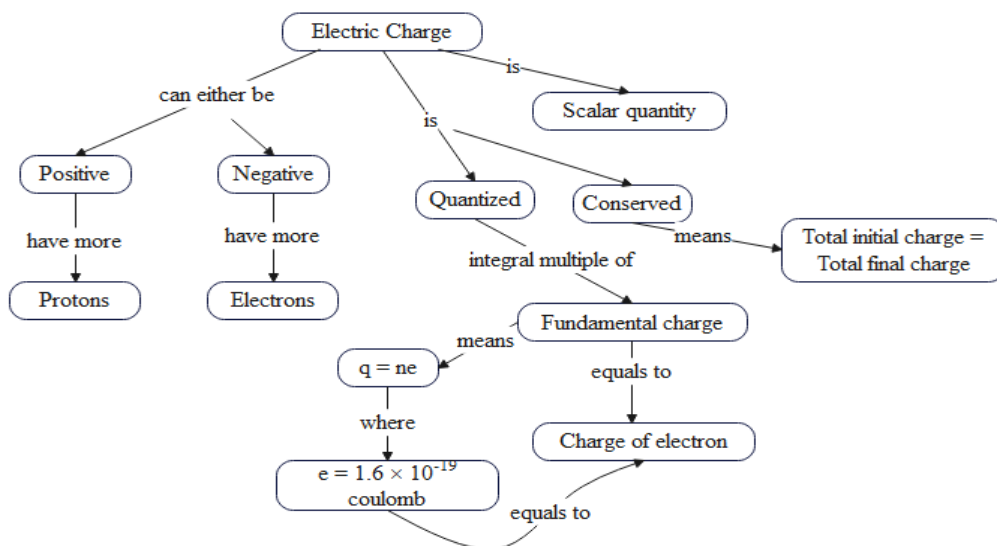 Electric Charge
is
can either be
Scalar quantity
is
Positive
Negative
Quantized
Conserved
have more
have more
means
Total initial charge =
Total final charge
integral multiple of
Protons
Electrons
Fundamental charge
means
q = ne
equals to
where
Charge of electron
e = 1.6 × 10⁻¹⁹
coulomb
equals to